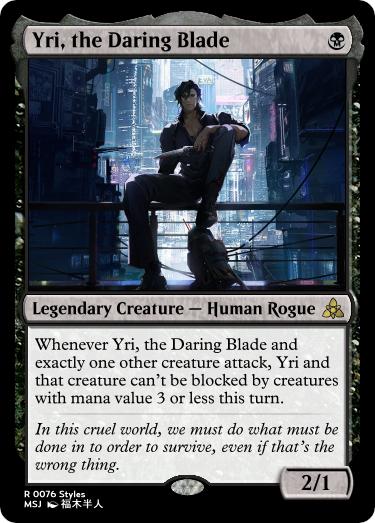 Yri, the Daring Blade
Legendary Creature — Human Rogue
Whenever Yri, the Daring Blade and
exactly one other creature attack, Yri and
that creature can't be blocked by creatures
with mana value 3 or less this turn.
In this cruel world, we must do what must be
done in order to survive, even if that's the
wrong thing.
2/1
R 0076 Styles
MSJ 福木半人